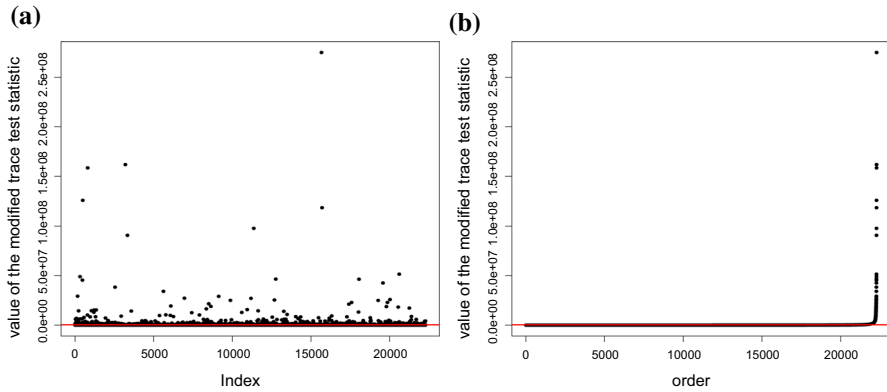 (a)
value of the modified trace test statistic
0.0e+00 5.0e+07 1.0e+08 1.5e+08 2.0e+08 2.5e+08
0 5000 10000 15000 20000
Index
(b)
value of the modified trace test statistic
0.0e+00 5.0e+07 1.0e+08 1.5e+08 2.0e+08 2.5e+08
0 5000 10000 15000 20000
order